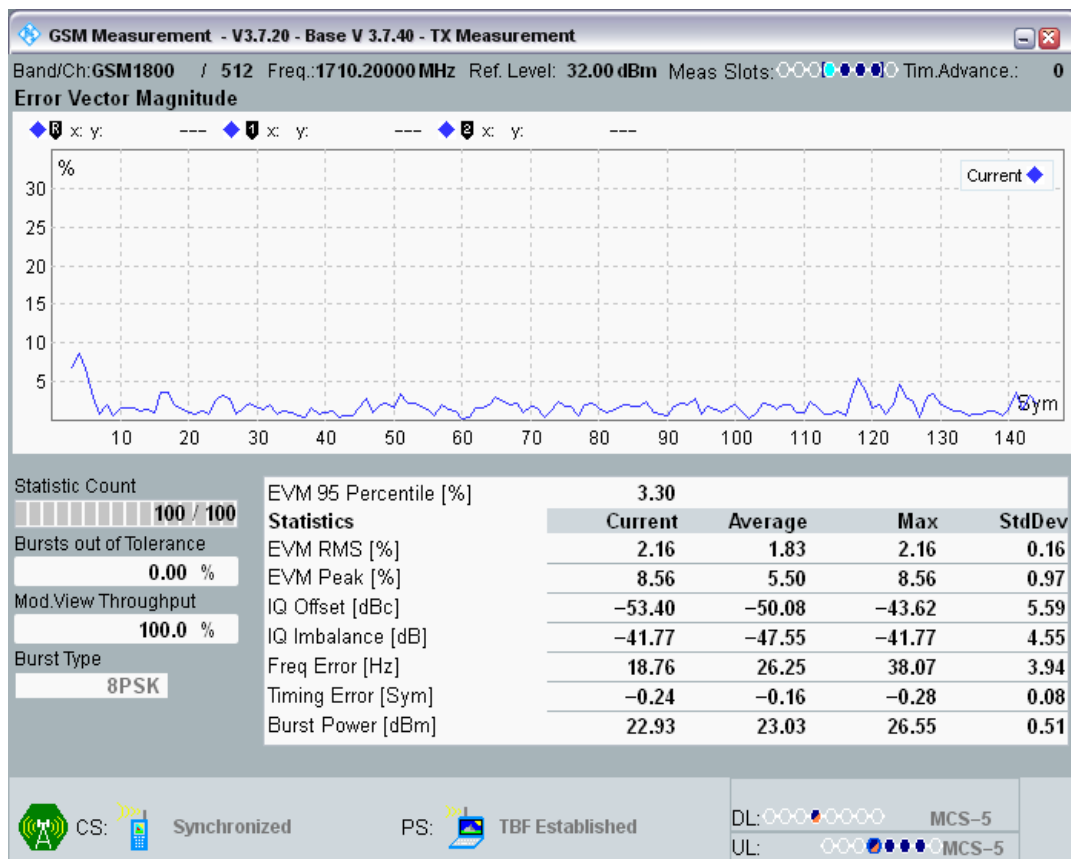 GSM Measurement - V3.7.20 - Base V 3.7.40 - TX Measurement
Band/Ch:GSM1800 / 512 Freq.:1710.20000 MHz Ref. Level: 32.00 dBm Meas Slots: Tim.Advance.: 0
Error Vector Magnitude
R x: y: --- 1 x: y: --- 2 x: y: ---
%
Current
30
25
20
15
10
5
Sym
10 20 30 40 50 60 70 80 90 100 110 120 130 140
Statistic Count
100 / 100
Bursts out of Tolerance
0.00 %
Mod.View Throughput
100.0 %
Burst Type
8PSK
EVM 95 Percentile [%] 3.30
Statistics Current Average Max StdDev
EVM RMS [%] 2.16 1.83 2.16 0.16
EVM Peak [%] 8.56 5.50 8.56 0.97
IQ Offset [dBc] −53.40 −50.08 −43.62 5.59
IQ Imbalance [dB] −41.77 −47.55 −41.77 4.55
Freq Error [Hz] 18.76 26.25 38.07 3.94
Timing Error [Sym] −0.24 −0.16 −0.28 0.08
Burst Power [dBm] 22.93 23.03 26.55 0.51
CS: Synchronized PS: TBF Established
DL: MCS−5
UL: MCS−5